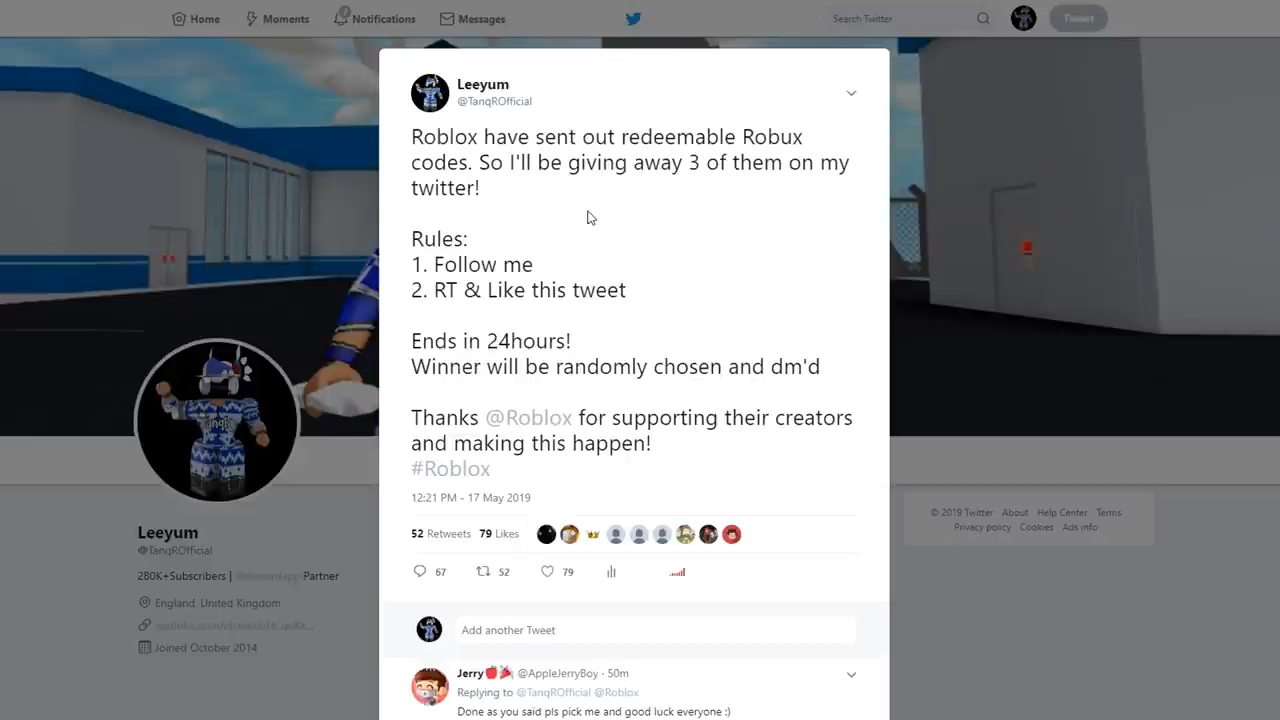 Home
Moments
Notifications
Messages
Search Twitter
Tweet
Leeyum
@TanqROfficial
Roblox have sent out redeemable Robux
codes. So I'll be giving away 3 of them on my
twitter!
Rules:
1. Follow me
2. RT & Like this tweet
Ends in 24hours!
Winner will be randomly chosen and dm'd
Thanks @Roblox for supporting their creators
and making this happen!
#Roblox
12:21 PM - 17 May 2019
52 Retweets 79 Likes
67 52 79
Add another Tweet
Jerry @AppleJerryBoy · 50m
Replying to @TanqROfficial @Roblox
Done as you said pls pick me and good luck everyone :)
Leeyum
@TanqROfficial
280K+Subscribers | Partner
England, United Kingdom
Joined October 2014
© 2019 Twitter About Help Center Terms
Privacy policy Cookies Ads info